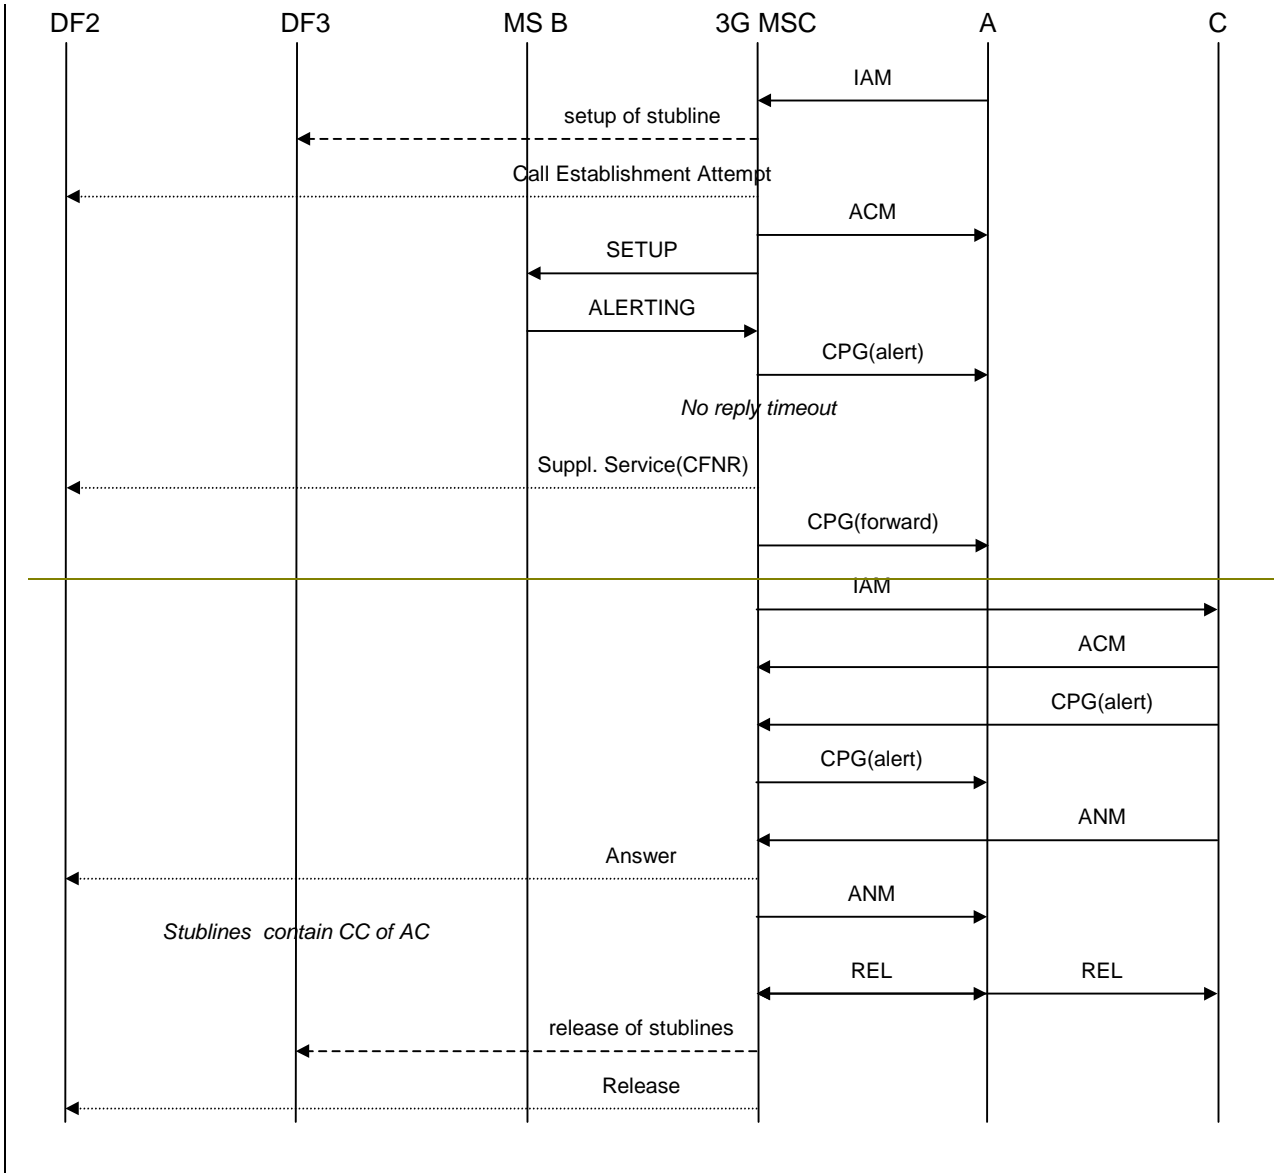 DF2 DF3 MS B 3G MSC A C
IAM
setup of stubline
Call Establishment Attempt
ACM
SETUP
ALERTING
CPG(alert)
No reply timeout
Suppl. Service(CFNR)
CPG(forward)
IAM
ACM
CPG(alert)
CPG(alert)
ANM
Answer
ANM
Stublines contain CC of AC
REL REL
release of stublines
Release